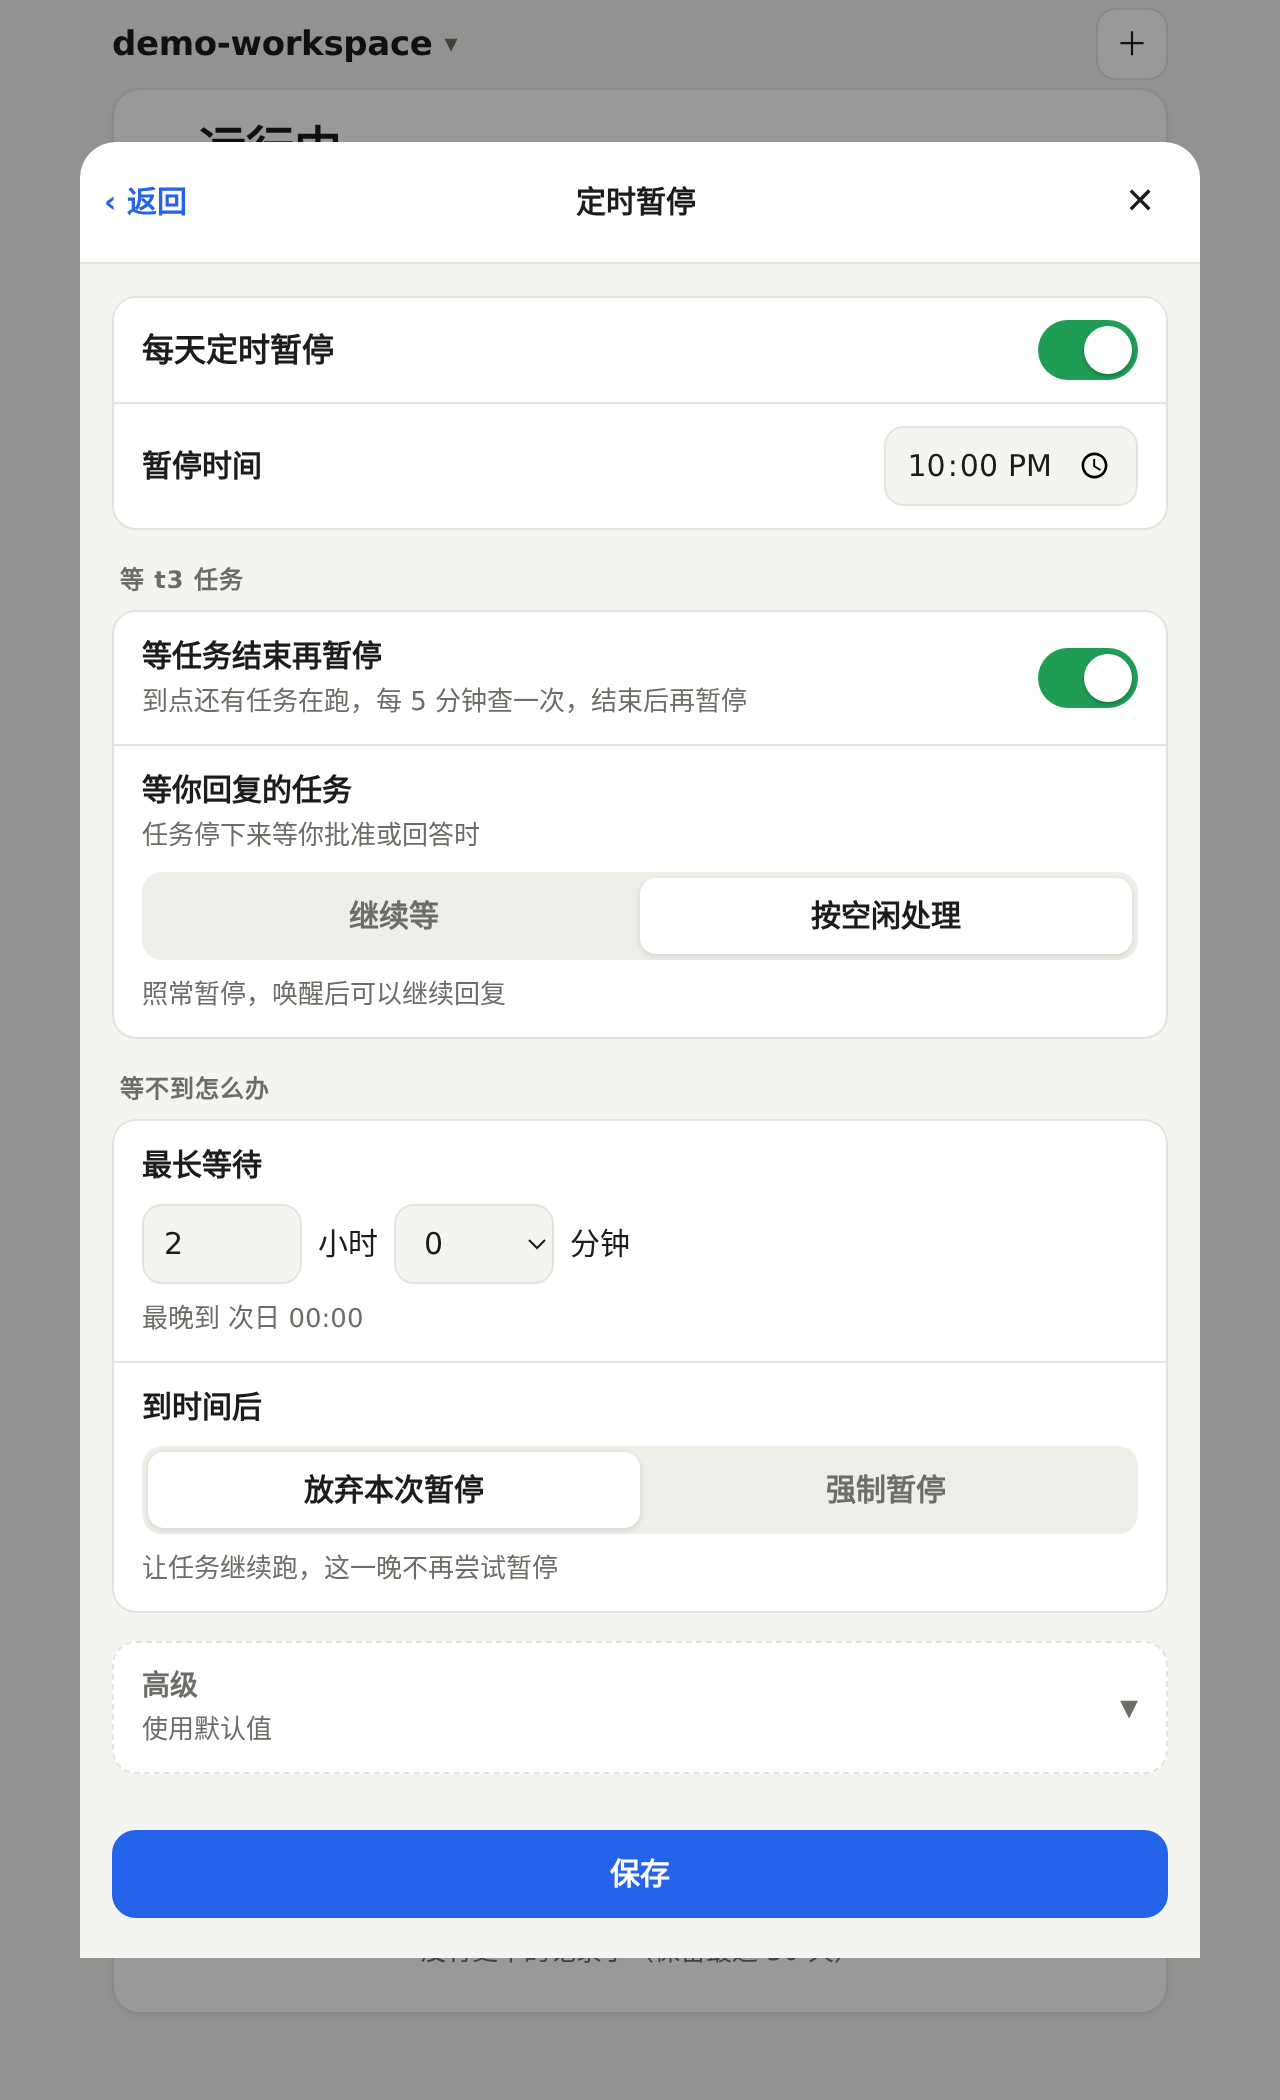 demo-workspace ▾
+
运行中
‹ 返回
定时暂停
✕
每天定时暂停
暂停时间
10:00 PM
等 t3 任务
等任务结束再暂停
到点还有任务在跑，每 5 分钟查一次，结束后再暂停
等你回复的任务
任务停下来等你批准或回答时
继续等
按空闲处理
照常暂停，唤醒后可以继续回复
等不到怎么办
最长等待
2 小时 0 分钟
最晚到 次日 00:00
到时间后
放弃本次暂停
强制暂停
让任务继续跑，这一晚不再尝试暂停
高级
使用默认值
▼
保存